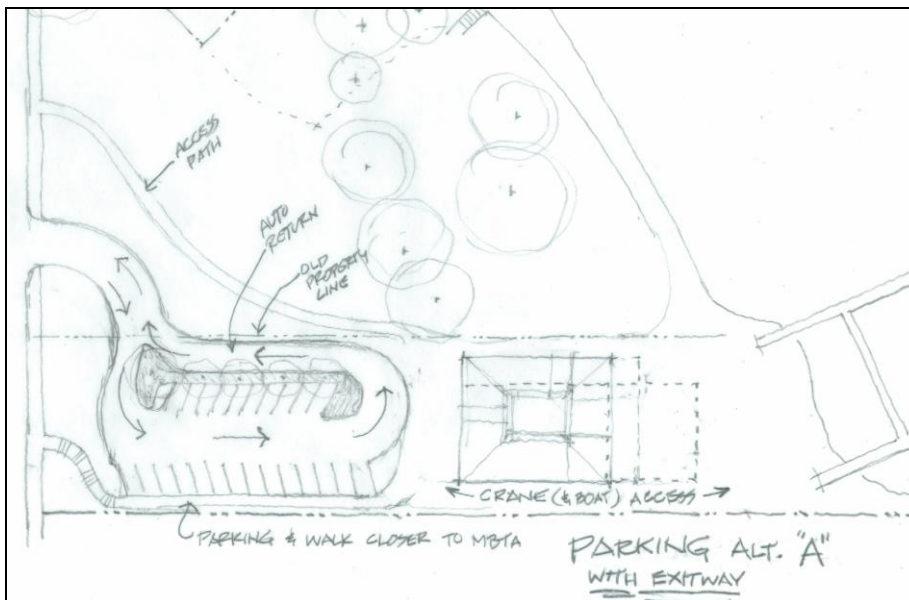 ACCESS
PATH
AUTO
RETURN
OLD
PROPERTY
LINE
CRANE (& BOAT) ACCESS
PARKING & WALK CLOSER TO MBTA
PARKING ALT. "A"
WITH EXITWAY